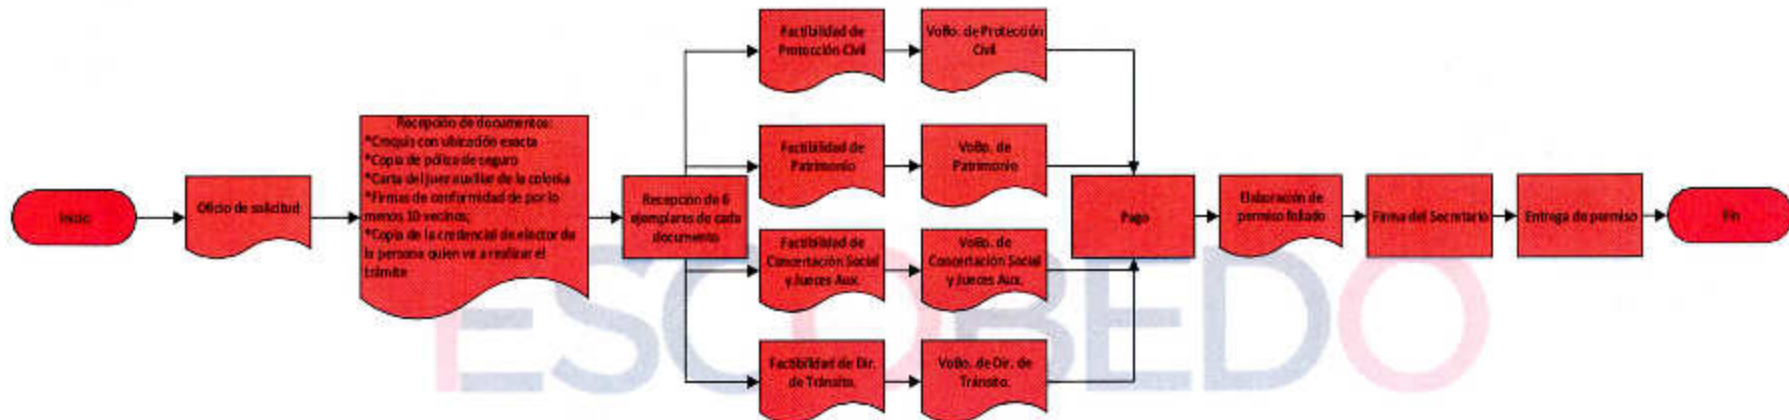 Inicio
Oficio de solicitud
Recepción de documentos:
*Croquis con ubicación exacta
*Copia de póliza de seguro
*Carta del juez auxiliar de la colonia
*Firmas de conformidad de por lo
menos 10 vecinos;
*Copia de la credencial de elector de
la persona quien va a realizar el
trámite
Recepción de 6
ejemplares de cada
documento
Factibilidad de
Protección Civil
VoBo. de Protección
Civil
Factibilidad de
Patrimonio
VoBo. de
Patrimonio
Factibilidad de
Concertación Social
y Jueces Aux.
VoBo. de
Concertación Social
y Jueces Aux.
Factibilidad de Dir.
de Tránsito.
VoBo. de Dir. de
Tránsito.
Pago
Elaboración de
permiso foliado
Firma del Secretario
Entrega de permiso
Fin
ESCOBEDO